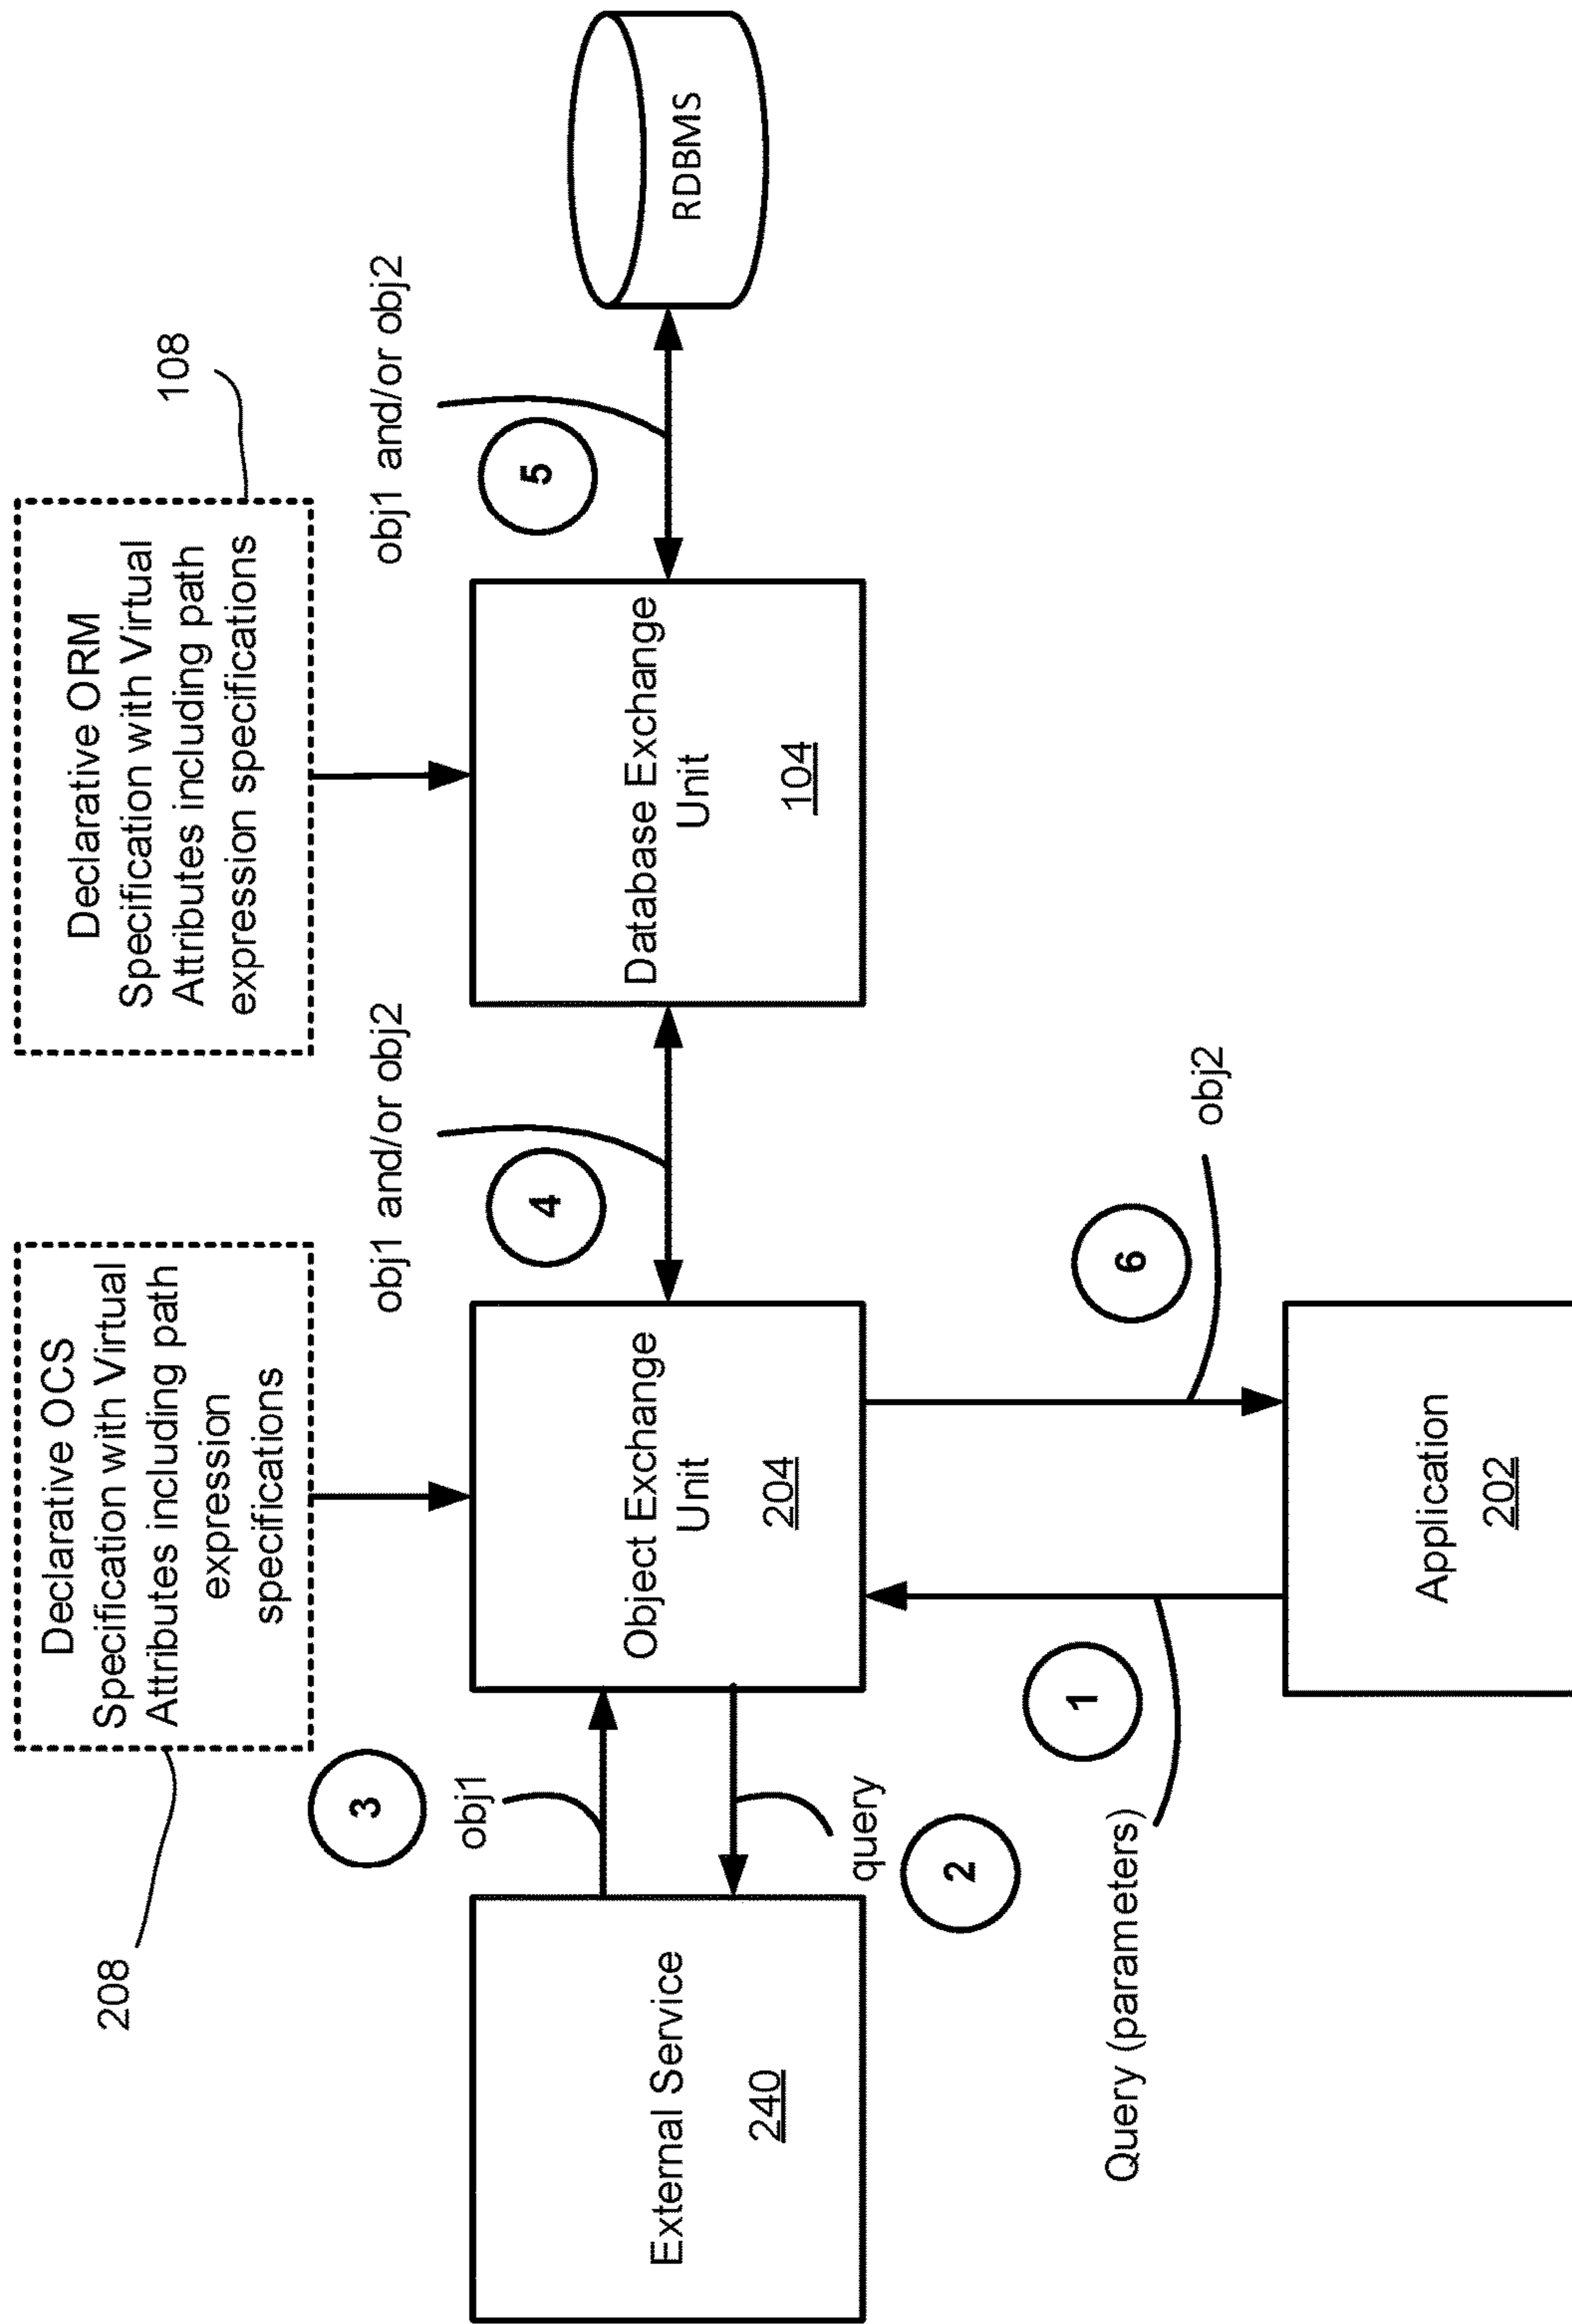 208
Declarative OCS
Specification with Virtual
Attributes including path
expression
specifications
Declarative ORM
Specification with Virtual
Attributes including path
expression specifications
108
3
obj1
obj1 and/or obj2
4
obj1 and/or obj2
5
External Service
240
Object Exchange
Unit
204
Database Exchange
Unit
104
RDBMS
query
2
Query (parameters)
1
6
obj2
Application
202